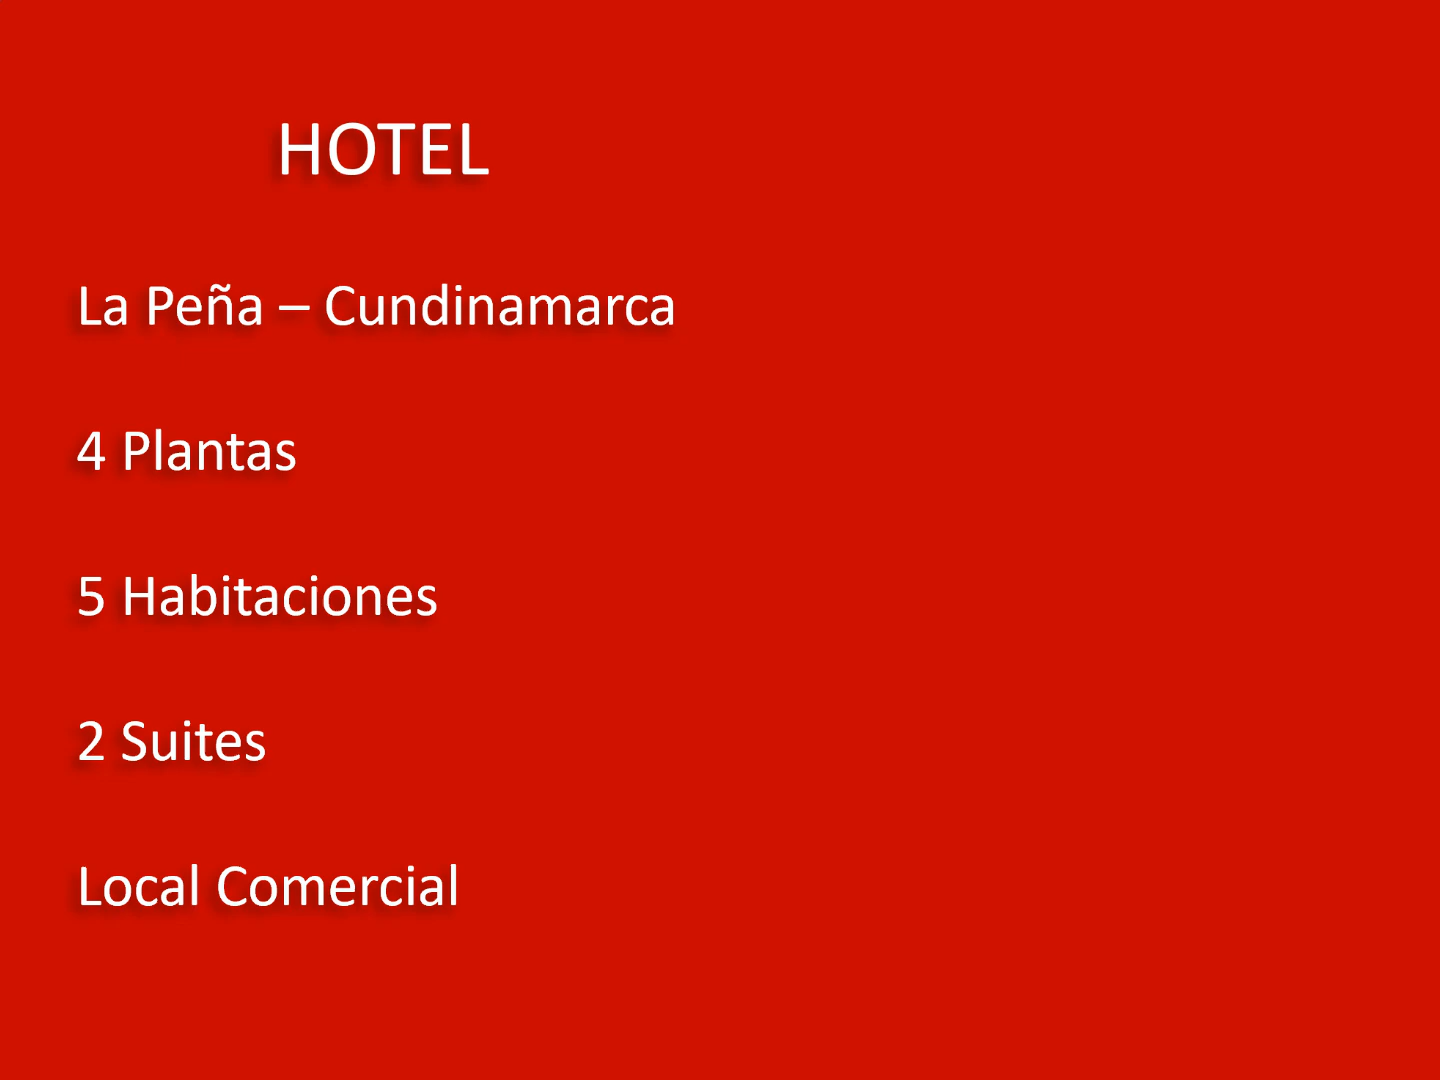 HOTEL
La Peña – Cundinamarca
4 Plantas
5 Habitaciones
2 Suites
Local Comercial